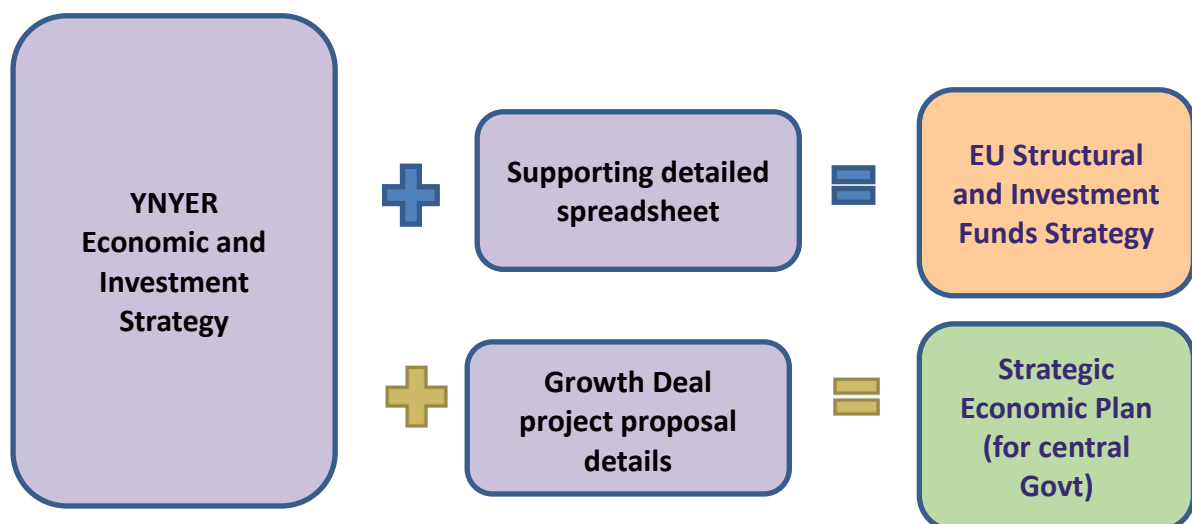 YNYER
Economic and
Investment
Strategy
Supporting detailed
spreadsheet
EU Structural
and Investment
Funds Strategy
Growth Deal
project proposal
details
Strategic
Economic Plan
(for central
Govt)